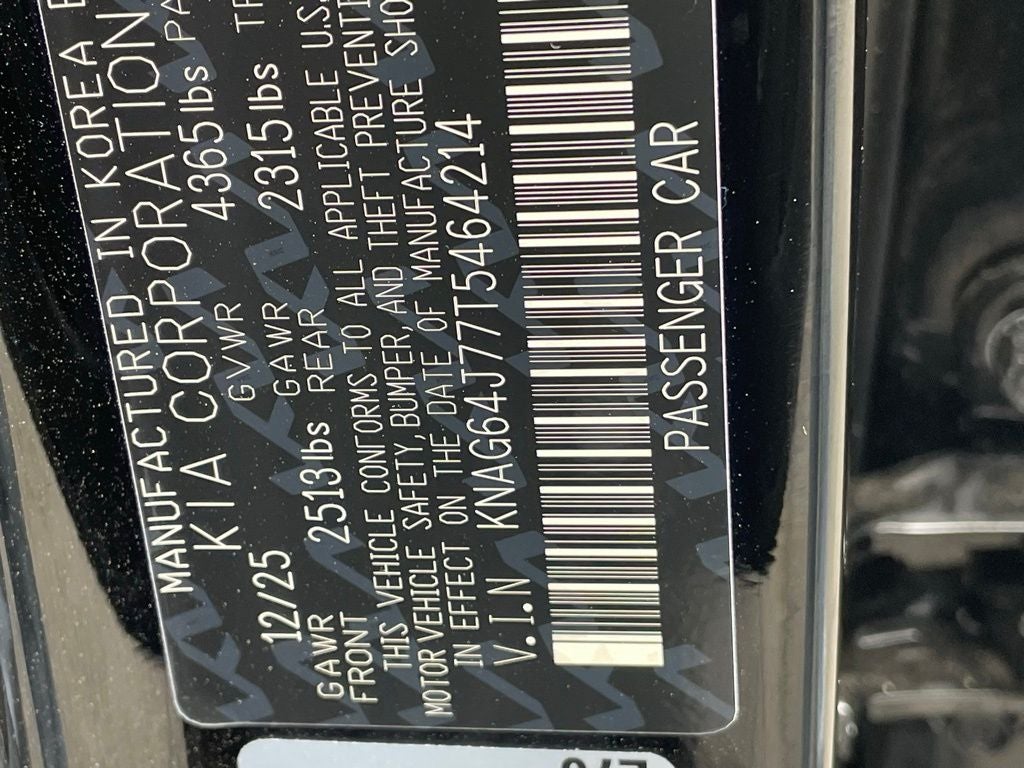 MANUFACTURED IN KOREA
KIA CORPORATION
12/25 GVWR 4365lbs
GAWR FRONT 2513lbs GAWR REAR 2315lbs
THIS VEHICLE CONFORMS TO ALL APPLICABLE U.S.
MOTOR VEHICLE SAFETY, BUMPER, AND THEFT PREVENTI
IN EFFECT ON THE DATE OF MANUFACTURE SHO
V.I.N KNAG64J77T5464214
PASSENGER CAR